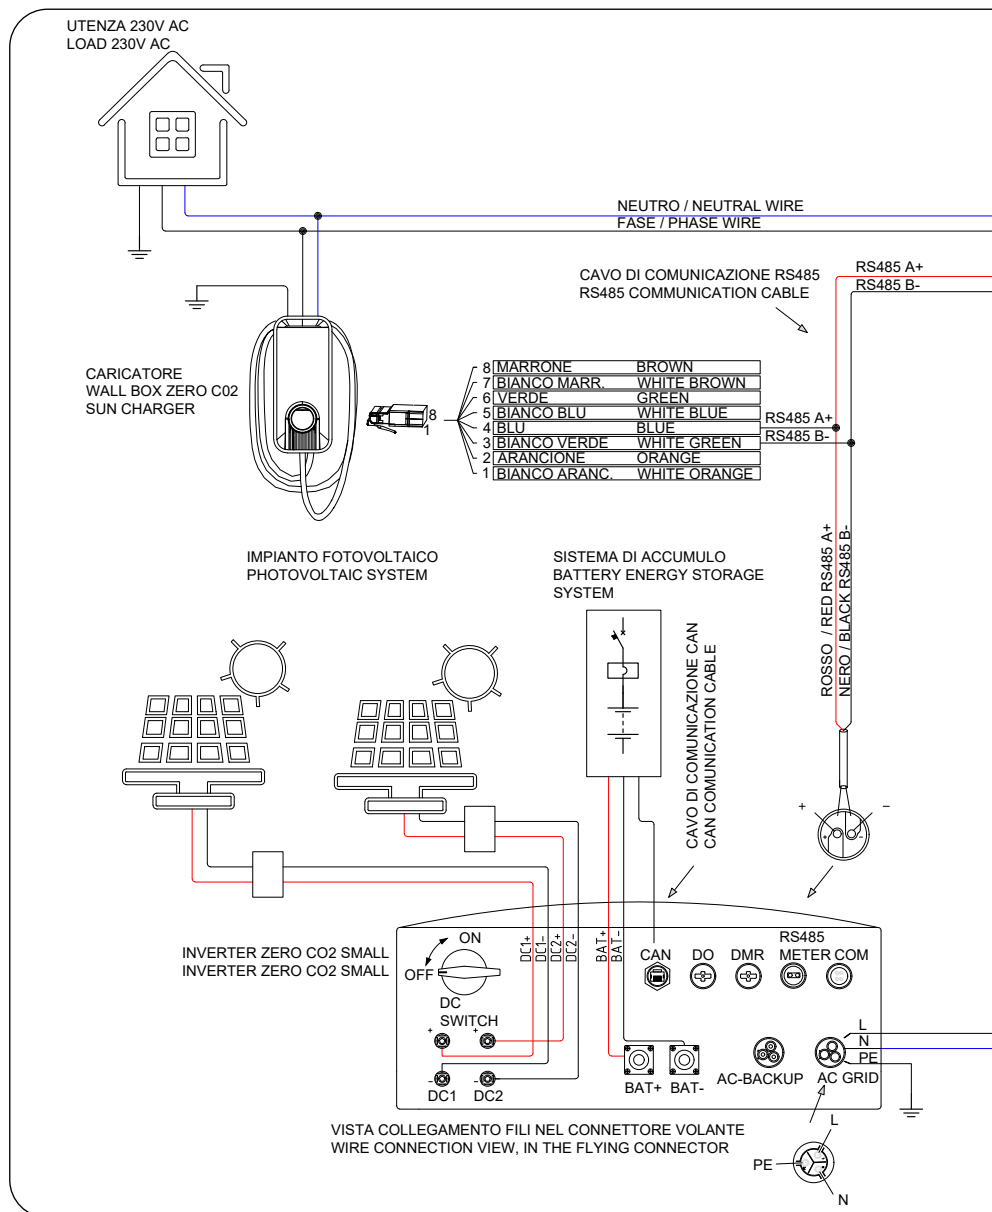 UTENZA 230V AC
LOAD 230V AC
NEUTRO / NEUTRAL WIRE
FASE / PHASE WIRE
CAVO DI COMUNICAZIONE RS485
RS485 COMMUNICATION CABLE
RS485 A+
RS485 B-
CARICATORE
WALL BOX ZERO C02
SUN CHARGER
8
1
8 MARRONE BROWN
7 BIANCO MARR. WHITE BROWN
6 VERDE GREEN
5 BIANCO BLU WHITE BLUE
4 BLU BLUE
3 BIANCO VERDE WHITE GREEN
2 ARANCIONE ORANGE
1 BIANCO ARANC. WHITE ORANGE
RS485 A+
RS485 B-
ROSSO / RED RS485 A+
NERO / BLACK RS485 B-
IMPIANTO FOTOVOLTAICO
PHOTOVOLTAIC SYSTEM
SISTEMA DI ACCUMULO
BATTERY ENERGY STORAGE
SYSTEM
CAVO DI COMUNICAZIONE CAN
CAN COMUNICATION CABLE
+ −
+ −
INVERTER ZERO CO2 SMALL
INVERTER ZERO CO2 SMALL
ON
OFF
DC
SWITCH
DC1+
DC1-
DC2+
DC2-
BAT+
BAT-
CAN
DO
DMR
RS485
METER COM
+ +
- -
DC1 DC2
BAT+ BAT-
AC-BACKUP
AC GRID
L
N
PE
VISTA COLLEGAMENTO FILI NEL CONNETTORE VOLANTE
WIRE CONNECTION VIEW, IN THE FLYING CONNECTOR
L
PE
N